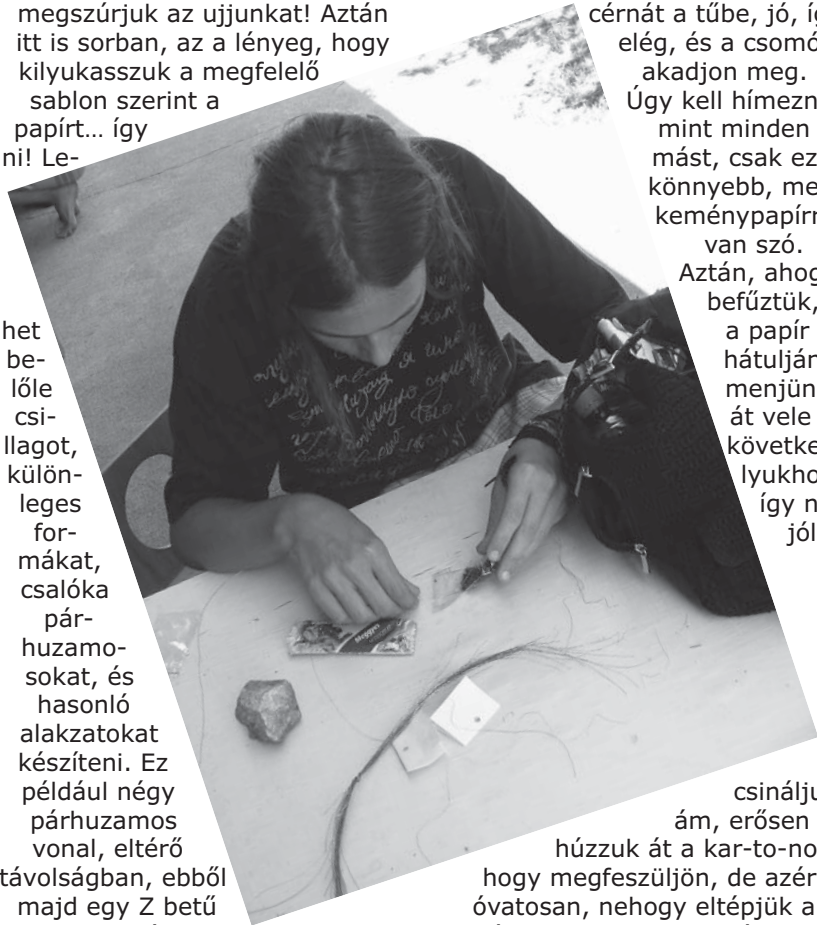 megszúrjuk az ujjunkat! Aztán
itt is sorban, az a lényeg, hogy
kilyukasszuk a megfelelő
sablon szerint a
papírt... így
ni! Le-
het
be-
lőle
csi-
llagot,
külön-
leges
for-
mákat,
csalóka
pár-
huzamo-
sokat, és
hasonló
alakzatokat
készíteni. Ez
például négy
párhuzamos
vonal, eltérő
távolságban, ebből
majd egy Z betű
cérnát a tűbe, jó, íg
elég, és a csomó
akadjon meg.
Úgy kell hímezn
mint minden
mást, csak ez
könnyebb, me
keménypapírr
van szó.
Aztán, ahog
befűztük,
a papír
hátulján
menjün
át vele
követke
lyukho
így n
jól
csinálju
ám, erősen
húzzuk át a kar-to-no
hogy megfeszüljön, de azér
óvatosan, nehogy eltépjük a
Meggyes